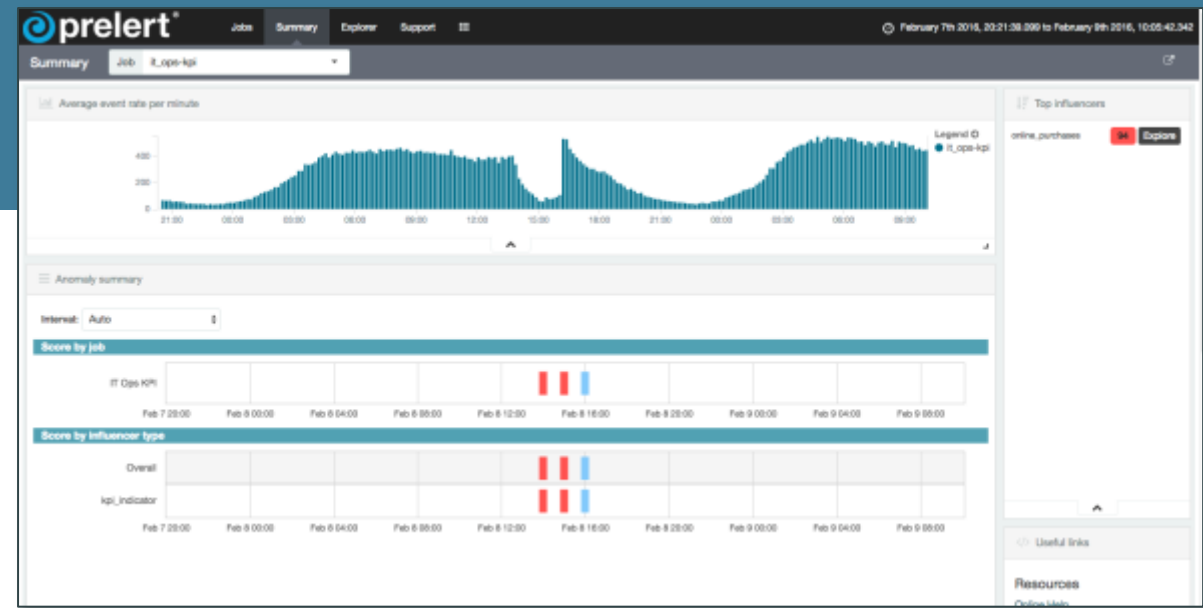 prelert
Jobs Summary Explorer Support
February 7th 2016, 20:21:39.099 to February 9th 2016, 10:05:42.342
Summary Job it_ops-kpi
Average event rate per minute
Top influencers
Legend
it_ops-kpi
online_purchases 94 Explore
400
200
0
21:00 00:00 03:00 06:00 09:00 12:00 15:00 18:00 21:00 00:00 03:00 06:00 09:00
Anomaly summary
Interval: Auto
Score by job
IT Ops KPI
Feb 7 20:00 Feb 8 00:00 Feb 8 04:00 Feb 8 08:00 Feb 8 12:00 Feb 8 16:00 Feb 8 20:00 Feb 9 00:00 Feb 9 04:00 Feb 9 08:00
Score by influencer type
Overall
kpi_indicator
Feb 7 20:00 Feb 8 00:00 Feb 8 04:00 Feb 8 08:00 Feb 8 12:00 Feb 8 16:00 Feb 8 20:00 Feb 9 00:00 Feb 9 04:00 Feb 9 08:00
Useful links
Resources
Online Help